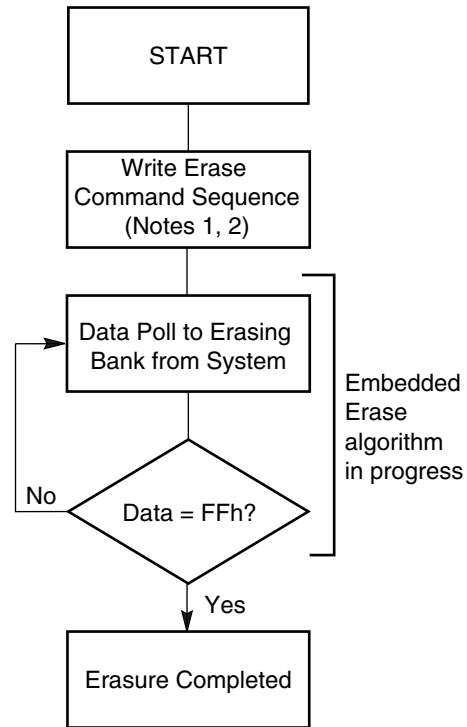 START
Write Erase
Command Sequence
(Notes 1, 2)
Data Poll to Erasing
Bank from System
Embedded
Erase
algorithm
in progress
No
Data = FFh?
Yes
Erasure Completed